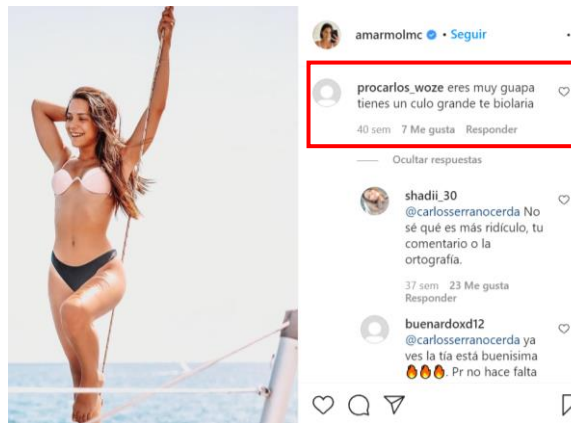 amarmolmc • Seguir
procarlos_woze eres muy guapa
tienes un culo grande te biolaria
40 sem 7 Me gusta Responder
Ocultar respuestas
shadii_30
@carlosserranocerda No
sé qué es más ridículo, tu
comentario o la
ortografía.
37 sem 23 Me gusta
Responder
buenardoxd12
@carlosserranocerda ya
ves la tía está buenisima
🔥🔥🔥. Pr no hace falta